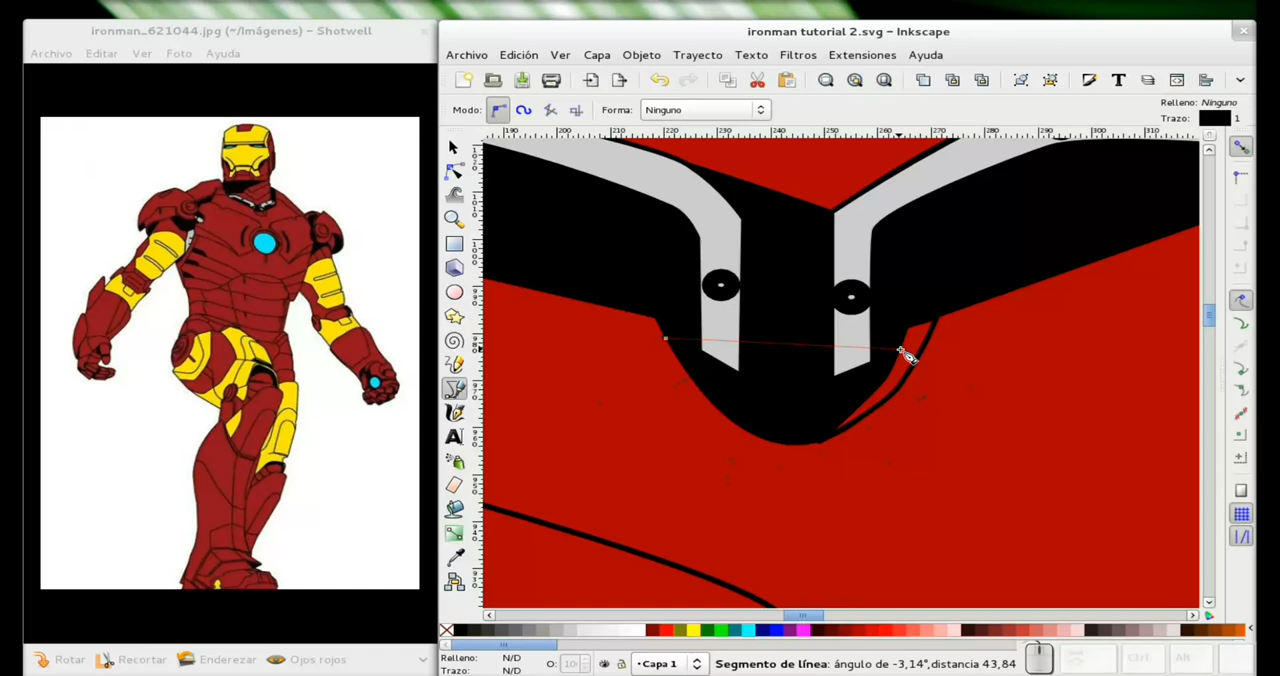 ironman_621044.jpg (~/Imágenes) – Shotwell
Archivo Editar Ver Foto Ayuda
Rotar Recortar Enderezar Ojos rojos
ironman tutorial 2.svg – Inkscape
Archivo Edición Ver Capa Objeto Trayecto Texto Filtros Extensiones Ayuda
Modo: Forma: Ninguno
Relleno: Ninguno
Trazo: 1
190 200 210 220 230 240 250 260 270 280 290 300 310
Relleno: N/D
Trazo: N/D
O:
Capa 1
Segmento de línea: ángulo de -3,14°,distancia 43,84
Ctrl
Alt